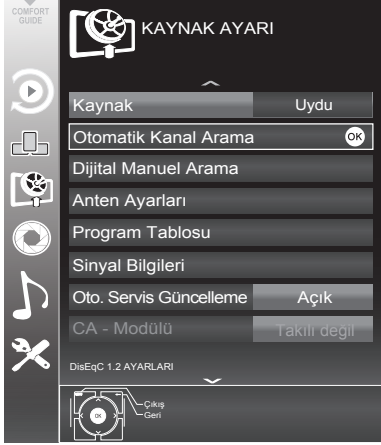 COMFORT
GUIDE
KAYNAK AYARI
Kaynak Uydu
Otomatik Kanal Arama OK
Dijital Manuel Arama
Anten Ayarları
Program Tablosu
Sinyal Bilgileri
Oto. Servis Güncelleme Açık
CA - Modülü Takili değil
DisEqC 1.2 AYARLARI
Çıkış
OK Geri